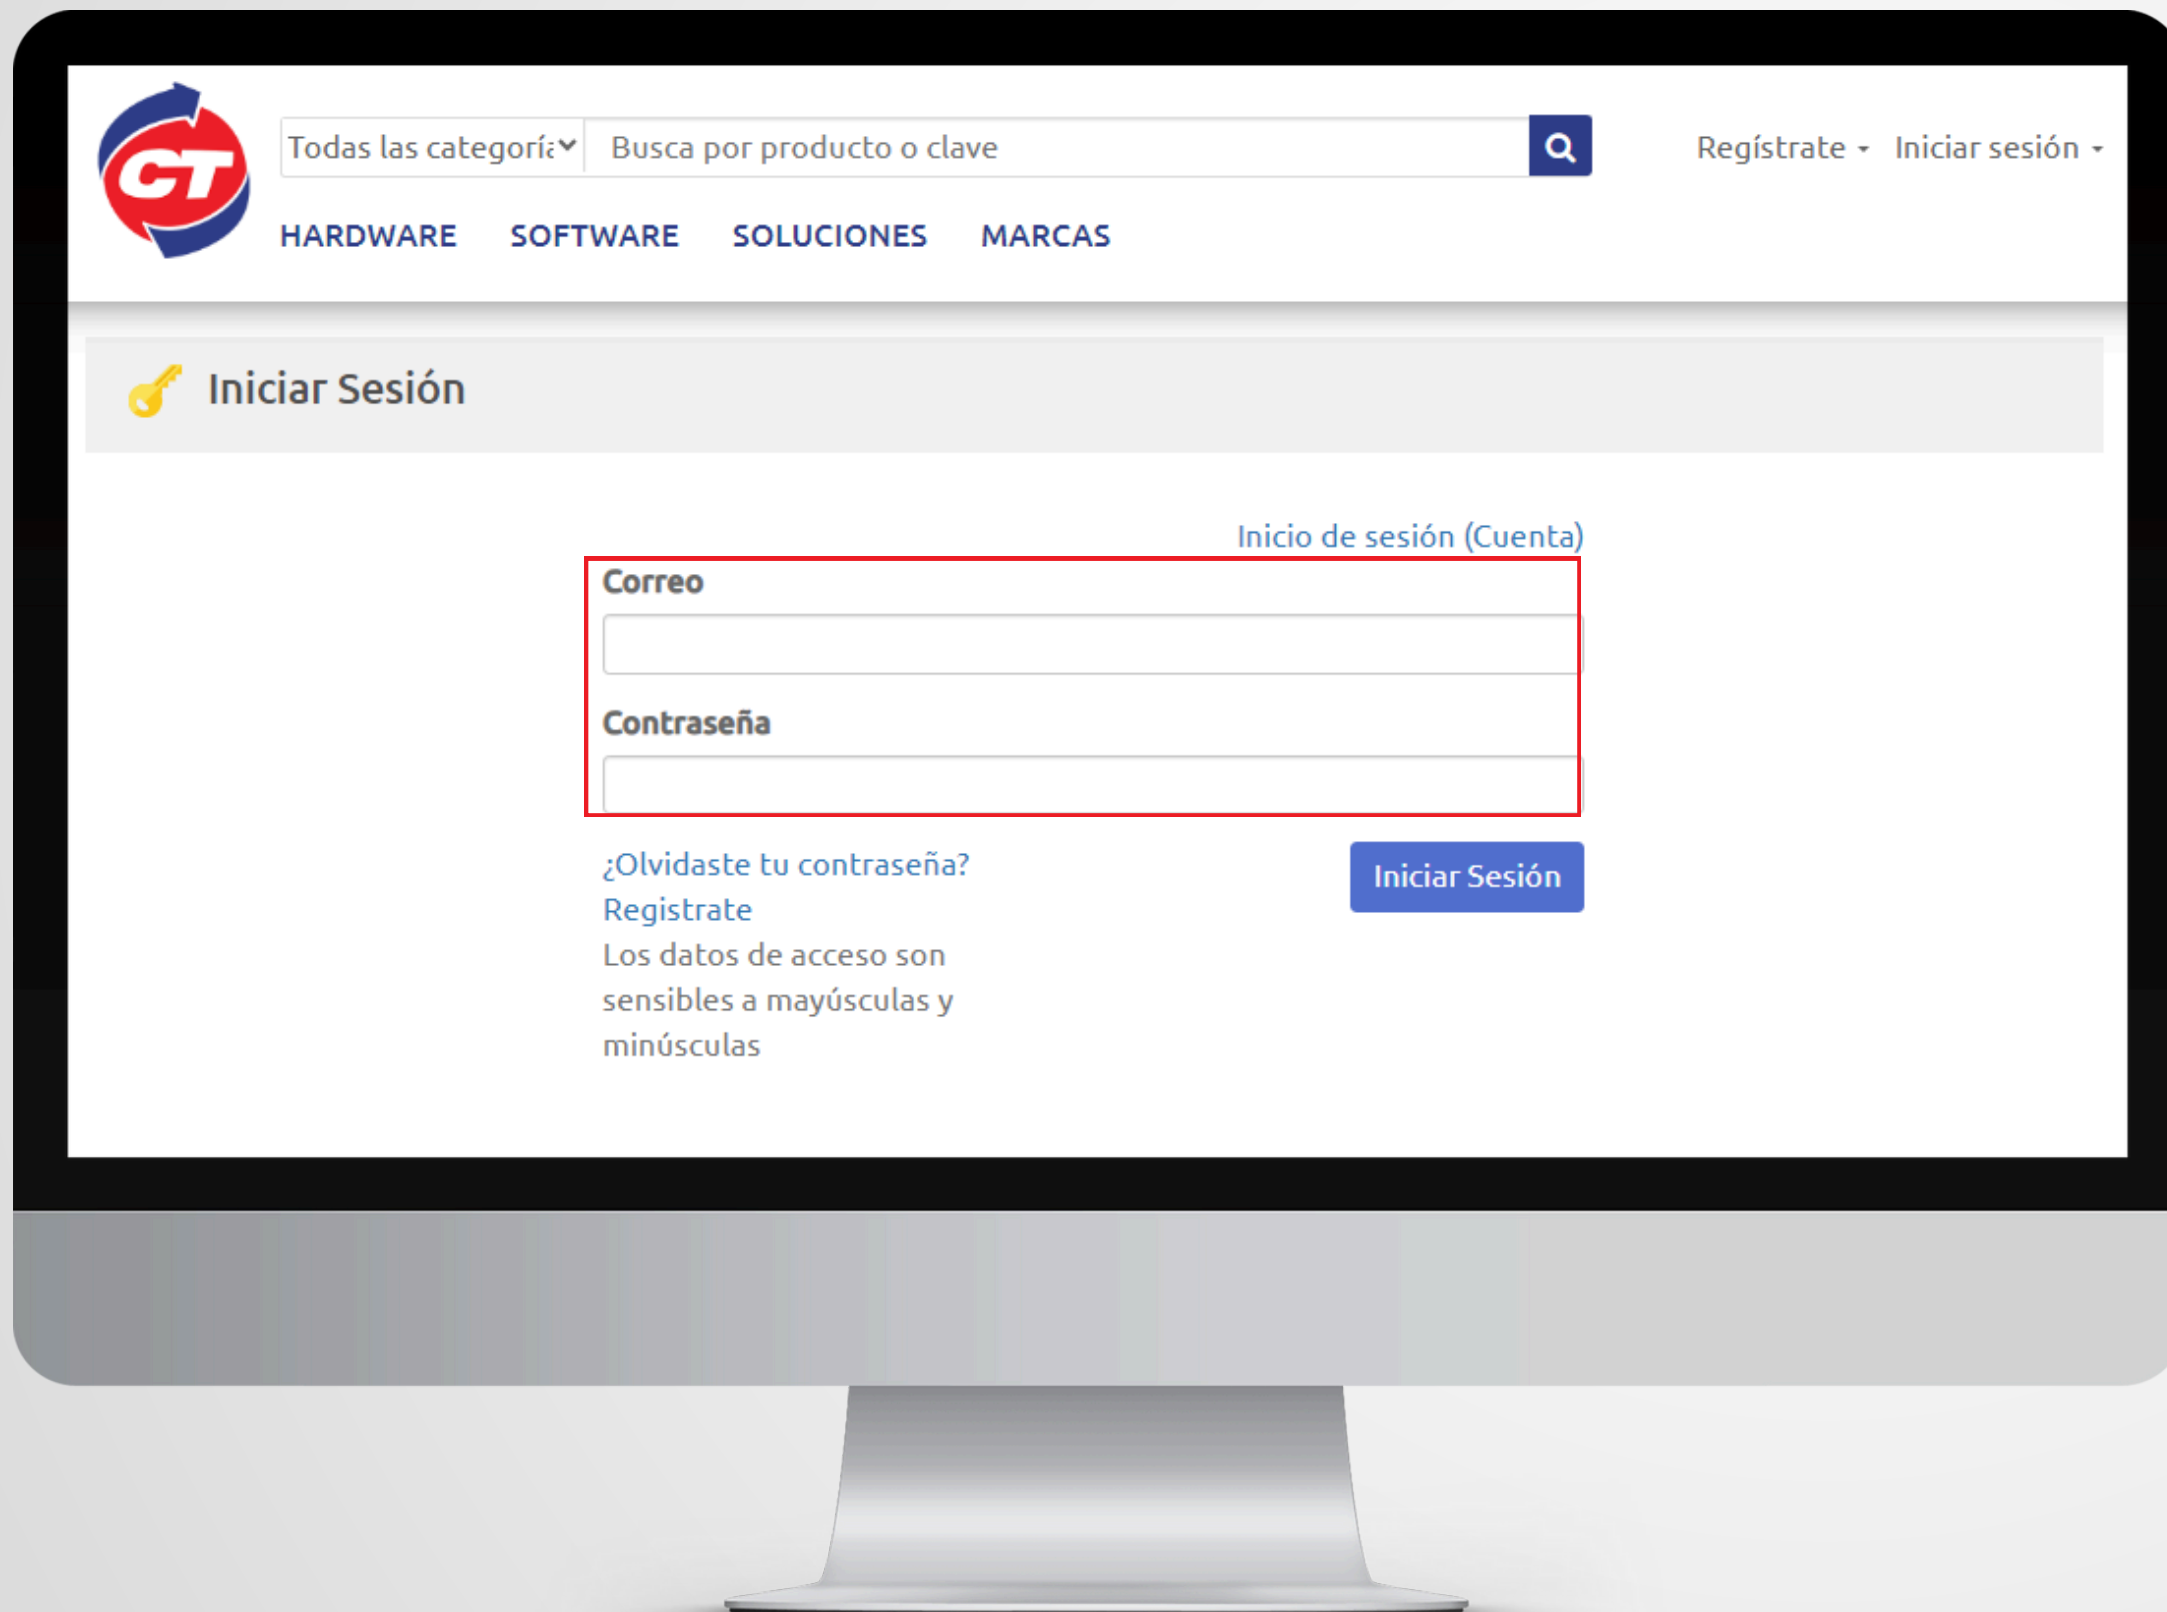 CT
Todas las categoría
Busca por producto o clave
Regístrate
Iniciar sesión
HARDWARE SOFTWARE SOLUCIONES MARCAS
Iniciar Sesión
Inicio de sesión (Cuenta)
Correo
Contraseña
¿Olvidaste tu contraseña?
Iniciar Sesión
Registrate
Los datos de acceso son
sensibles a mayúsculas y
minúsculas